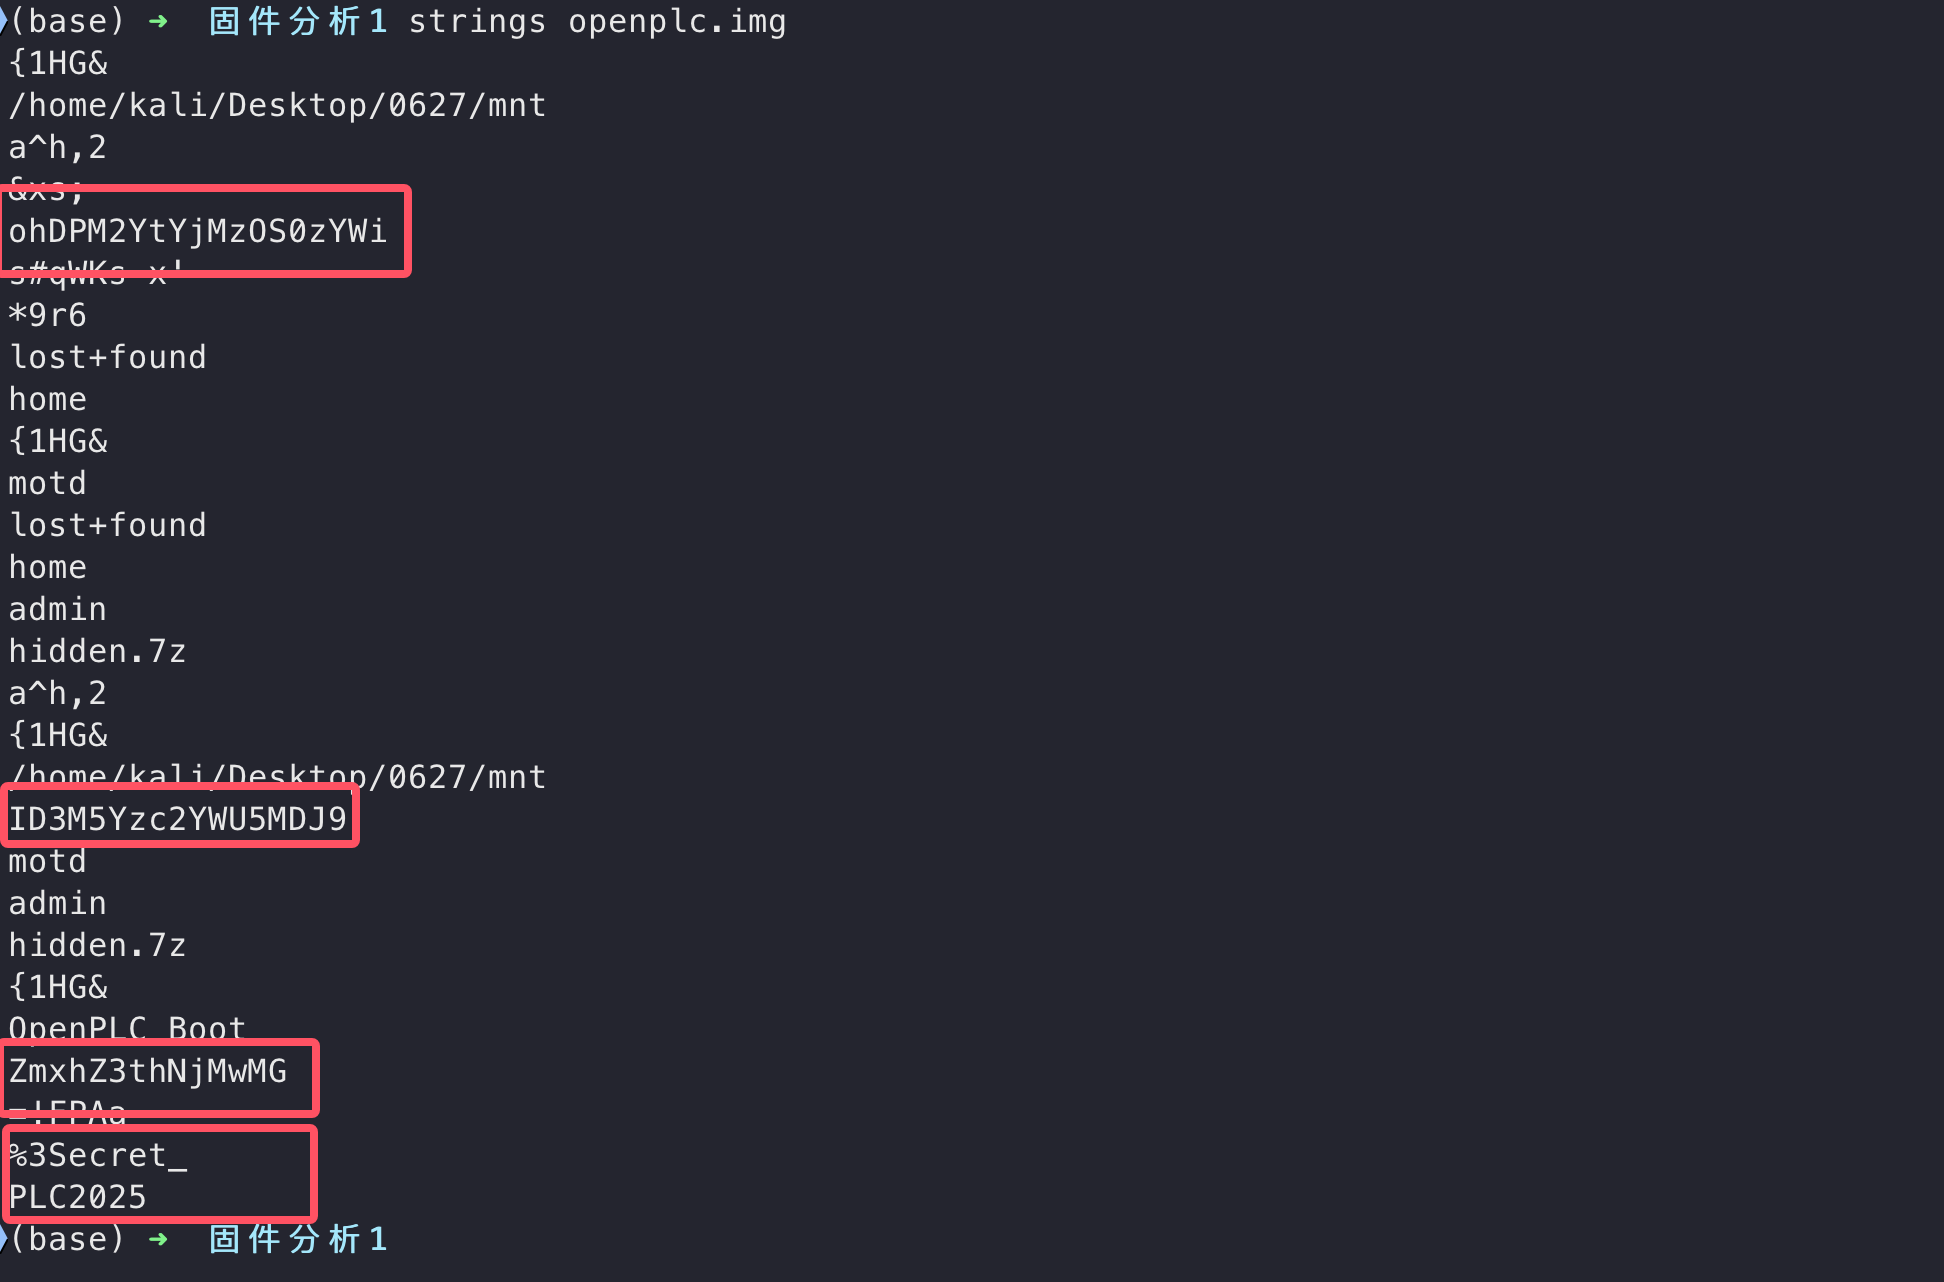 (base) ➜ 固件分析1 strings openplc.img
{1HG&
/home/kali/Desktop/0627/mnt
a^h,2
&xs;
ohDPM2YtYjMzOS0zYWi
s#qWKs x!
*9r6
lost+found
home
{1HG&
motd
lost+found
home
admin
hidden.7z
a^h,2
{1HG&
/home/kali/Desktop/0627/mnt
ID3M5Yzc2YWU5MDJ9
motd
admin
hidden.7z
{1HG&
OpenPLC Boot
ZmxhZ3thNjMwMG
=!FPAg
%3Secret_
PLC2025
(base) ➜ 固件分析1